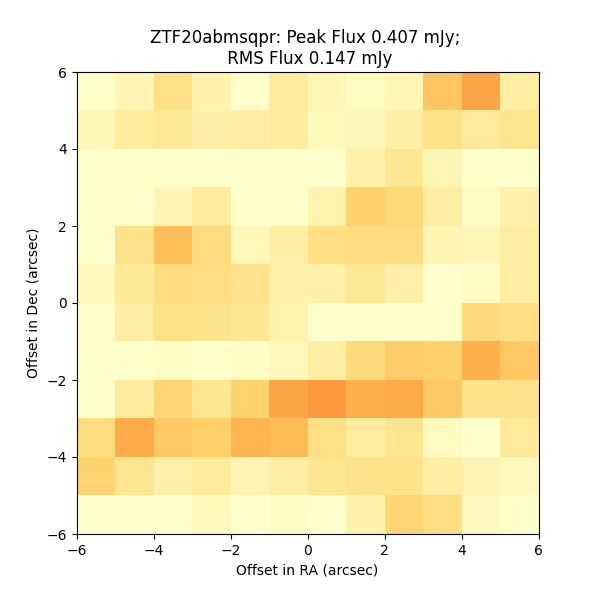 ZTF20abmsqpr: Peak Flux 0.407 mJy;
RMS Flux 0.147 mJy
6
4
2
0
−2
−4
−6
Offset in Dec (arcsec)
−6 −4 −2 0 2 4 6
Offset in RA (arcsec)